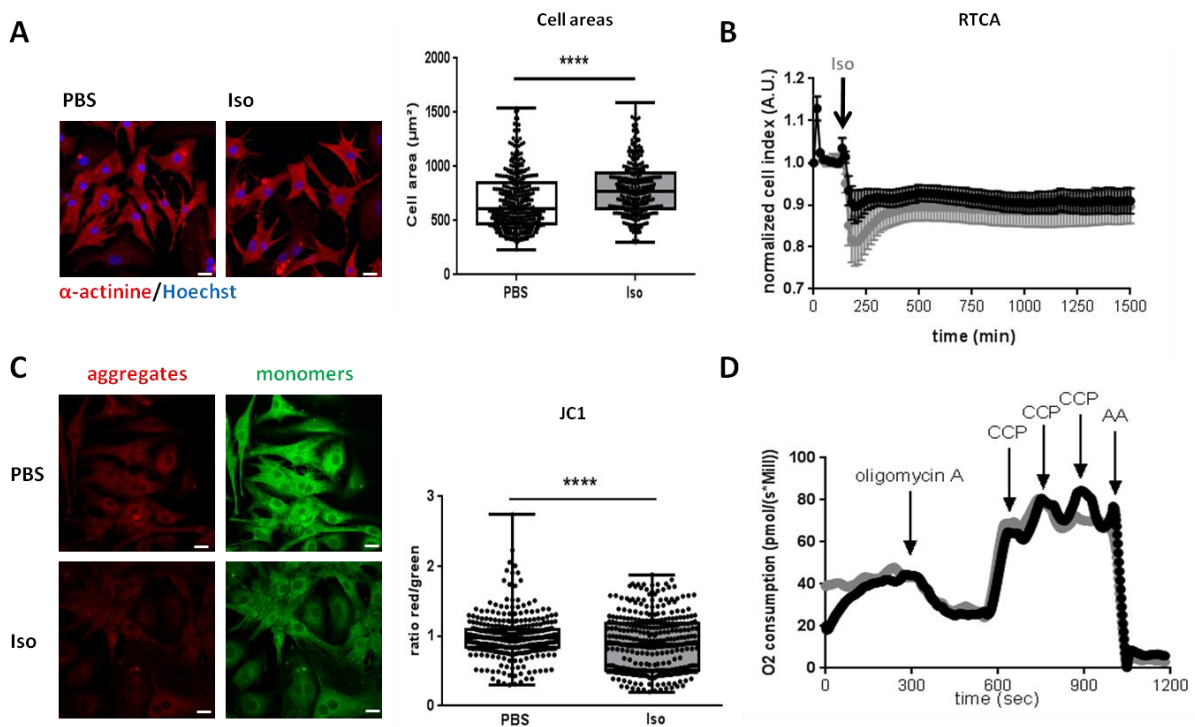 A
PBS
Iso
α-actinine/Hoechst
Cell areas
****
Cell area (µm²)
2000
1500
1000
500
0
PBS
Iso
B
RTCA
Iso
normalized cell index (A.U.)
1.2
1.1
1.0
0.9
0.8
0.7
0
250
500
750
1000
1250
1500
time (min)
C
aggregates
monomers
PBS
Iso
JC1
****
ratio red/green
3
2
1
0
PBS
Iso
D
oligomycin A
CCP
CCP
CCP
AA
O2 consumption (pmol/(s*Mill))
100
80
60
40
20
0
0
300
600
900
1200
time (sec)